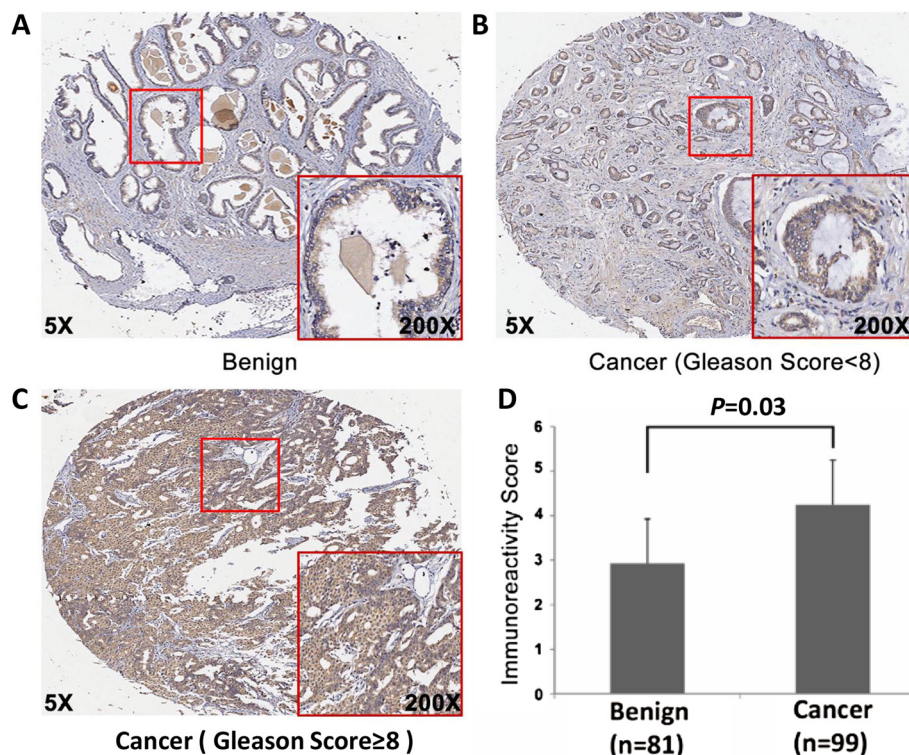 A
5X
200X
Benign
B
5X
200X
Cancer (Gleason Score<8)
C
5X
200X
Cancer ( Gleason Score≥8)
D
P=0.03
Immunoreactivity Score
6
5
4
3
2
1
0
Benign
(n=81)
Cancer
(n=99)